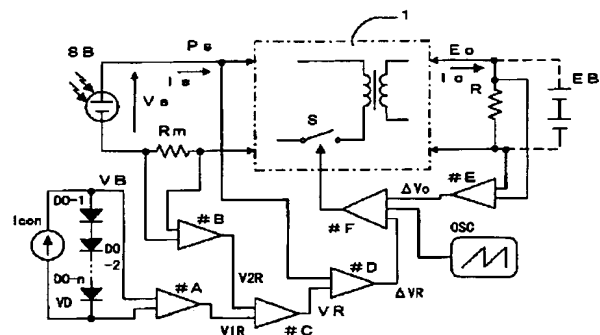 1
SB
Ps
Is
Vs
Rm
S
Eo
Io
R
EB
#E
ΔVo
#F
OSC
VB
DO-1
Icon
DO
-2
#B
DO-n
VD
#A
V2R
#D
VR
ΔVR
V1R
#C